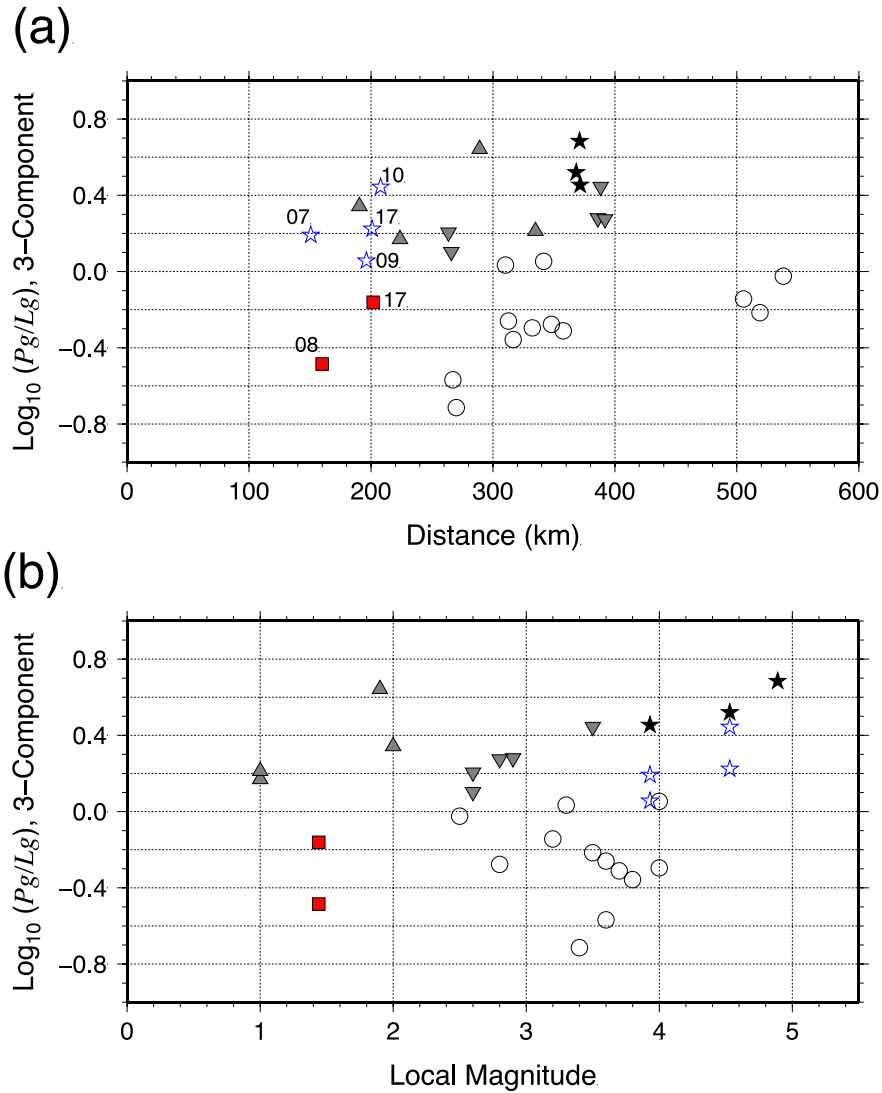 (a)
Log10 (Pg/Lg), 3−Component
0.8
0.4
0.0
−0.4
−0.8
10
07
17
09
17
08
0 100 200 300 400 500 600
Distance (km)
(b)
Log10 (Pg/Lg), 3−Component
0.8
0.4
0.0
−0.4
−0.8
0 1 2 3 4 5
Local Magnitude